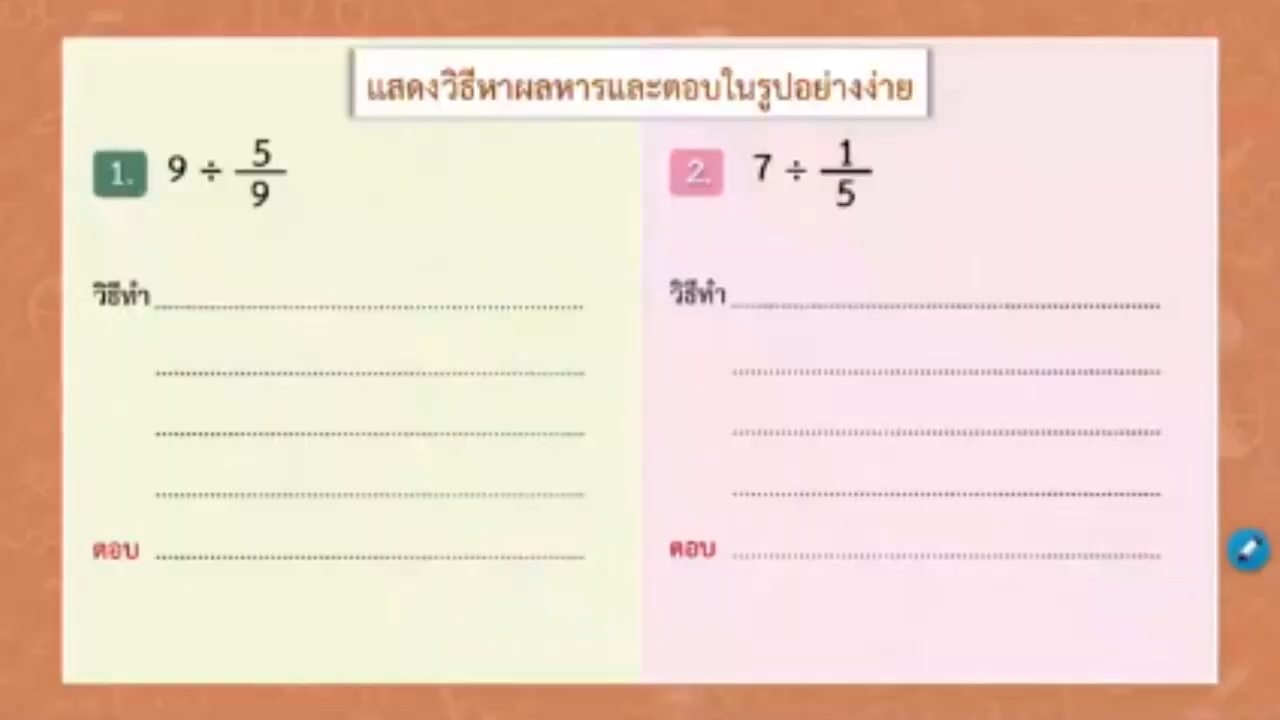 แสดงวิธีหาผลหารและตอบในรูปอย่างง่าย
1. 9 ÷ 5/9
วิธีทำ
ตอบ
2. 7 ÷ 1/5
วิธีทำ
ตอบ